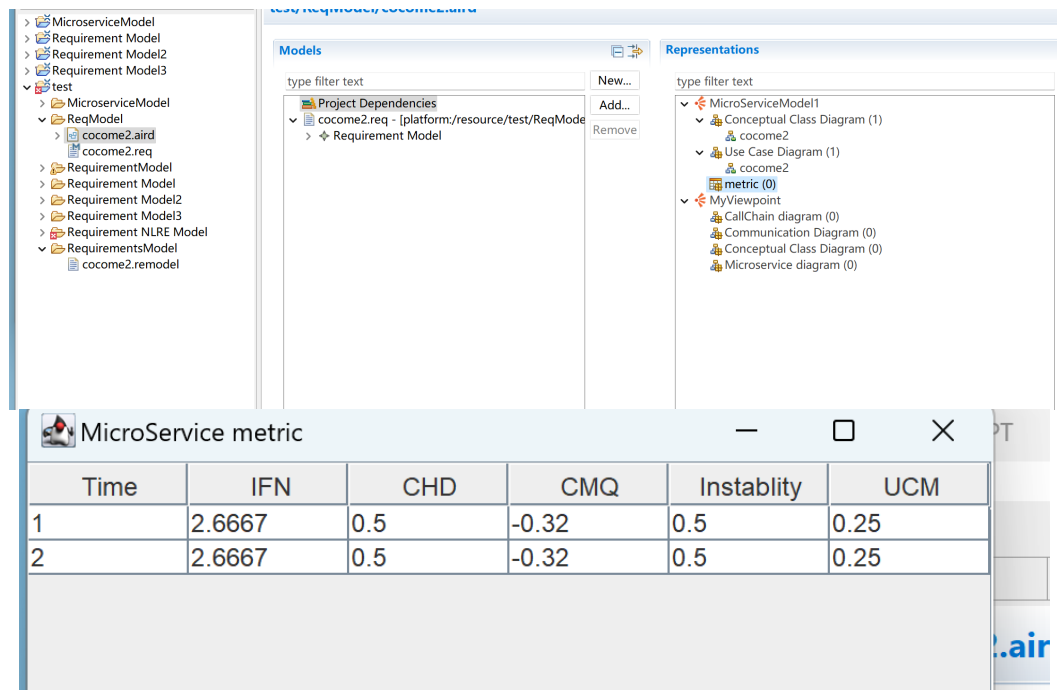 test/ReqModel/cocome2.aird
MicroserviceModel
Requirement Model
Requirement Model2
Requirement Model3
test
MicroserviceModel
ReqModel
cocome2.aird
cocome2.req
RequirementModel
Requirement Model
Requirement Model2
Requirement Model3
Requirement NLRE Model
RequirementsModel
cocome2.remodel
Models
type filter text
New...
Project Dependencies
Add...
cocome2.req - [platform:/resource/test/ReqMode
Remove
Requirement Model
Representations
type filter text
MicroServiceModel1
Conceptual Class Diagram (1)
cocome2
Use Case Diagram (1)
cocome2
metric (0)
MyViewpoint
CallChain diagram (0)
Communication Diagram (0)
Conceptual Class Diagram (0)
Microservice diagram (0)
MicroService metric
PT
Time IFN CHD CMQ Instablity UCM
1 2.6667 0.5 -0.32 0.5 0.25
2 2.6667 0.5 -0.32 0.5 0.25
.air